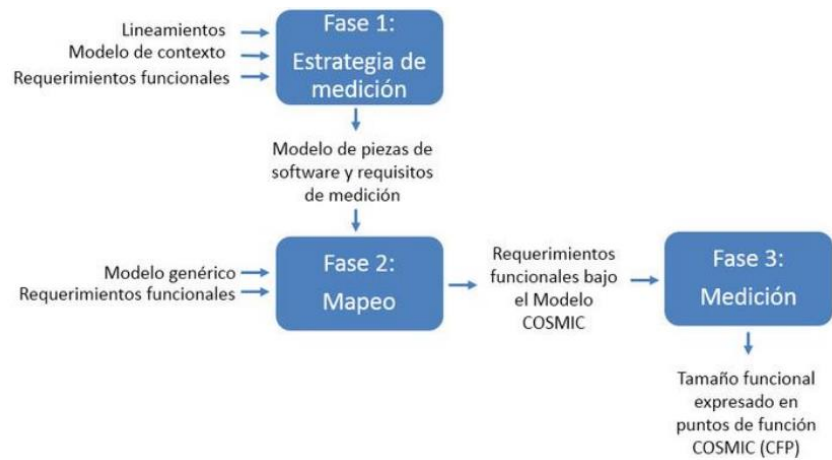 Lineamientos
Modelo de contexto
Requerimientos funcionales
Fase 1:
Estrategia de
medición
Modelo de piezas de
software y requisitos
de medición
Modelo genérico
Requerimientos funcionales
Fase 2:
Mapeo
Requerimientos
funcionales bajo
el Modelo
COSMIC
Fase 3:
Medición
Tamaño funcional
expresado en
puntos de función
COSMIC (CFP)